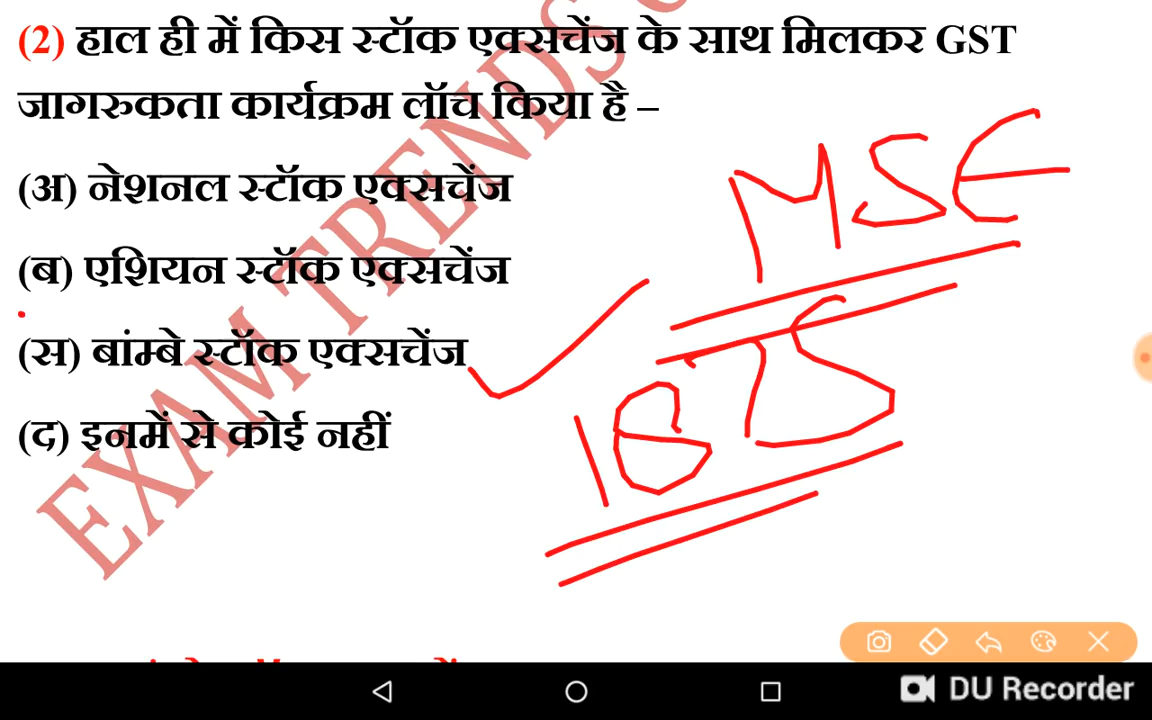 (2) हाल ही में किस स्टॉक एक्सचेंज के साथ मिलकर GST
जागरुकता कार्यक्रम लॉच किया है –
(अ) नेशनल स्टॉक एक्सचेंज
(ब) एशियन स्टॉक एक्सचेंज
(स) बांम्बे स्टॉक एक्सचेंज
(द) इनमें से कोई नहीं
MSE
1875
EXAM TRENDS
DU Recorder